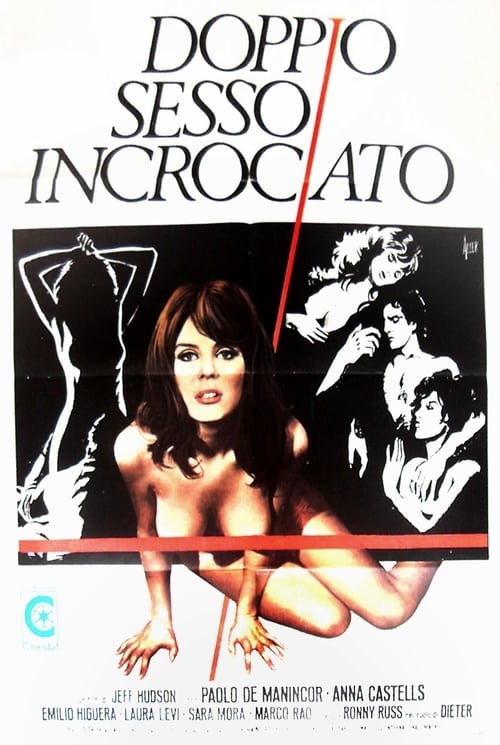 DOPPIO
SESSO
INCROCIATO
Cinestar
JEFF HUDSON PAOLO DE MANINCOR · ANNA CASTELLS
EMILIO HIGUERA · LAURA LEVI · SARA MORA · MARCO RAO RONNY RUSS DIETER